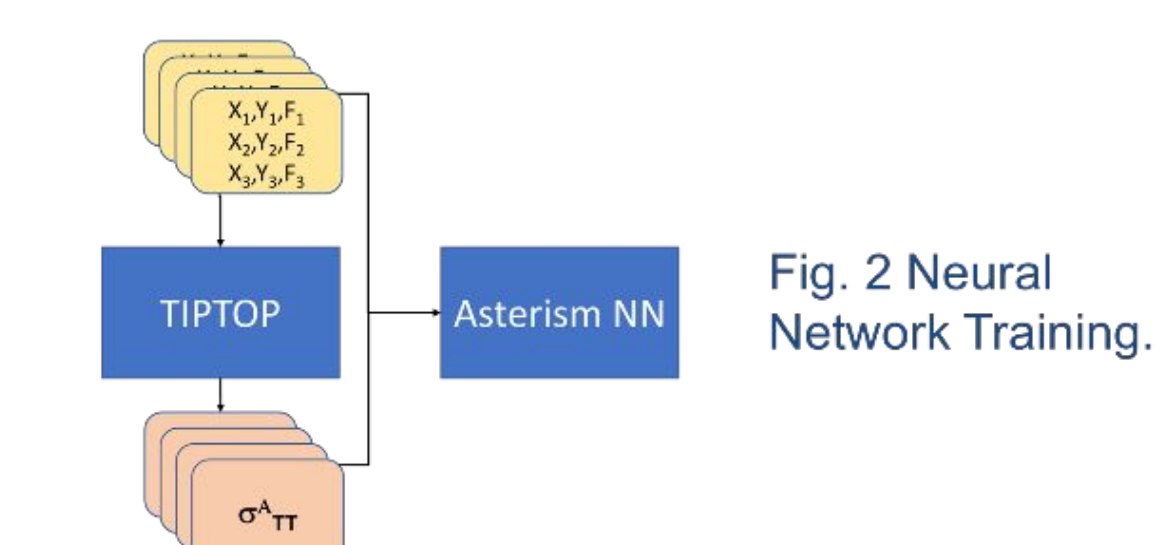 X₁,Y₁,F₁
X₂,Y₂,F₂
X₃,Y₃,F₃
TIPTOP
Asterism NN
Fig. 2 Neural
Network Training.
σᴬTT